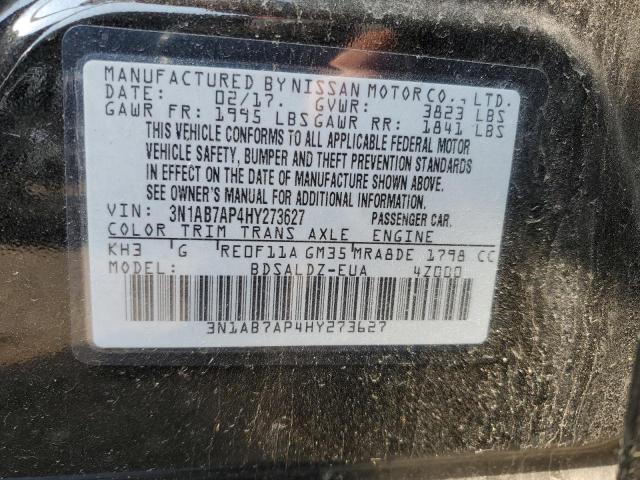 MANUFACTURED BY NISSAN MOTOR CO., LTD.
DATE: 02/17. GVWR: 3823 LBS
GAWR FR: 1995 LBS GAWR RR: 1841 LBS
THIS VEHICLE CONFORMS TO ALL APPLICABLE FEDERAL MOTOR
VEHICLE SAFETY, BUMPER AND THEFT PREVENTION STANDARDS
IN EFFECT ON THE DATE OF MANUFACTURE SHOWN ABOVE.
SEE OWNER'S MANUAL FOR ADDITIONAL INFORMATION.
VIN: 3N1AB7AP4HY273627 PASSENGER CAR.
COLOR TRIM TRANS AXLE ENGINE
KH3 G RE0F11A GM35 MRA8DE 1798 CC
MODEL: BDSALDZ-EUA 4Z000
3N1AB7AP4HY273627